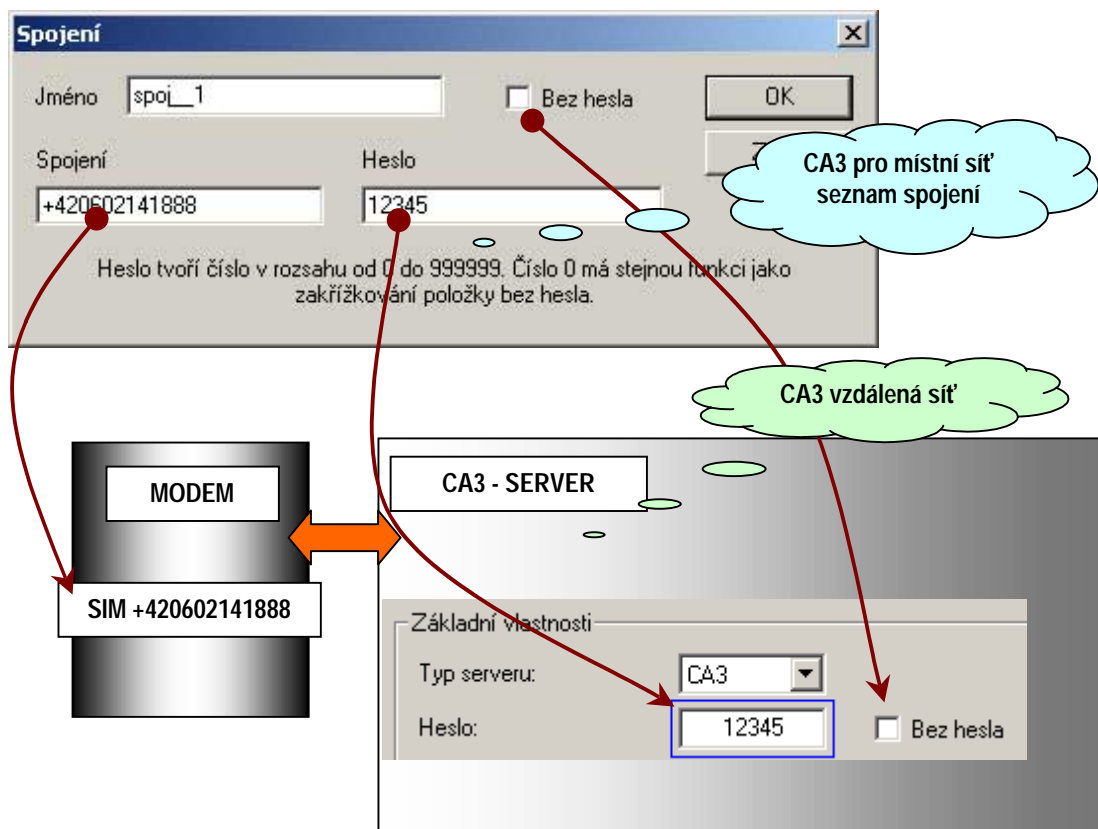 Spojení
Jméno
spoj__1
Bez hesla
OK
Spojení
Heslo
CA3 pro místní síť
seznam spojení
+420602141888
12345
Heslo tvoří číslo v rozsahu od 0 do 999999. Číslo 0 má stejnou funkci jako
zakřížkování položky bez hesla.
CA3 vzdálená síť
MODEM
CA3 - SERVER
SIM +420602141888
Základní vlastnosti
Typ serveru:
CA3
Heslo:
12345
Bez hesla